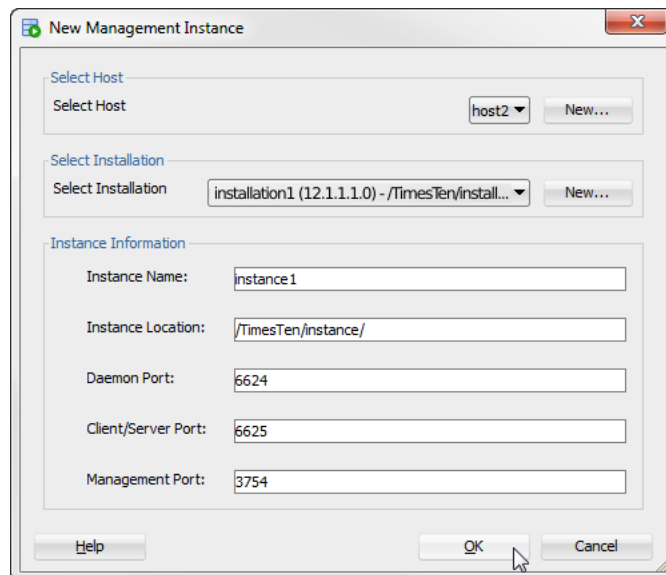 New Management Instance
Select Host
Select Host
host2
New...
Select Installation
Select Installation
installation1 (12.1.1.1.0) - /TimesTen/install...
New...
Instance Information
Instance Name:
instance1
Instance Location:
/TimesTen/instance/
Daemon Port:
6624
Client/Server Port:
6625
Management Port:
3754
Help
OK
Cancel